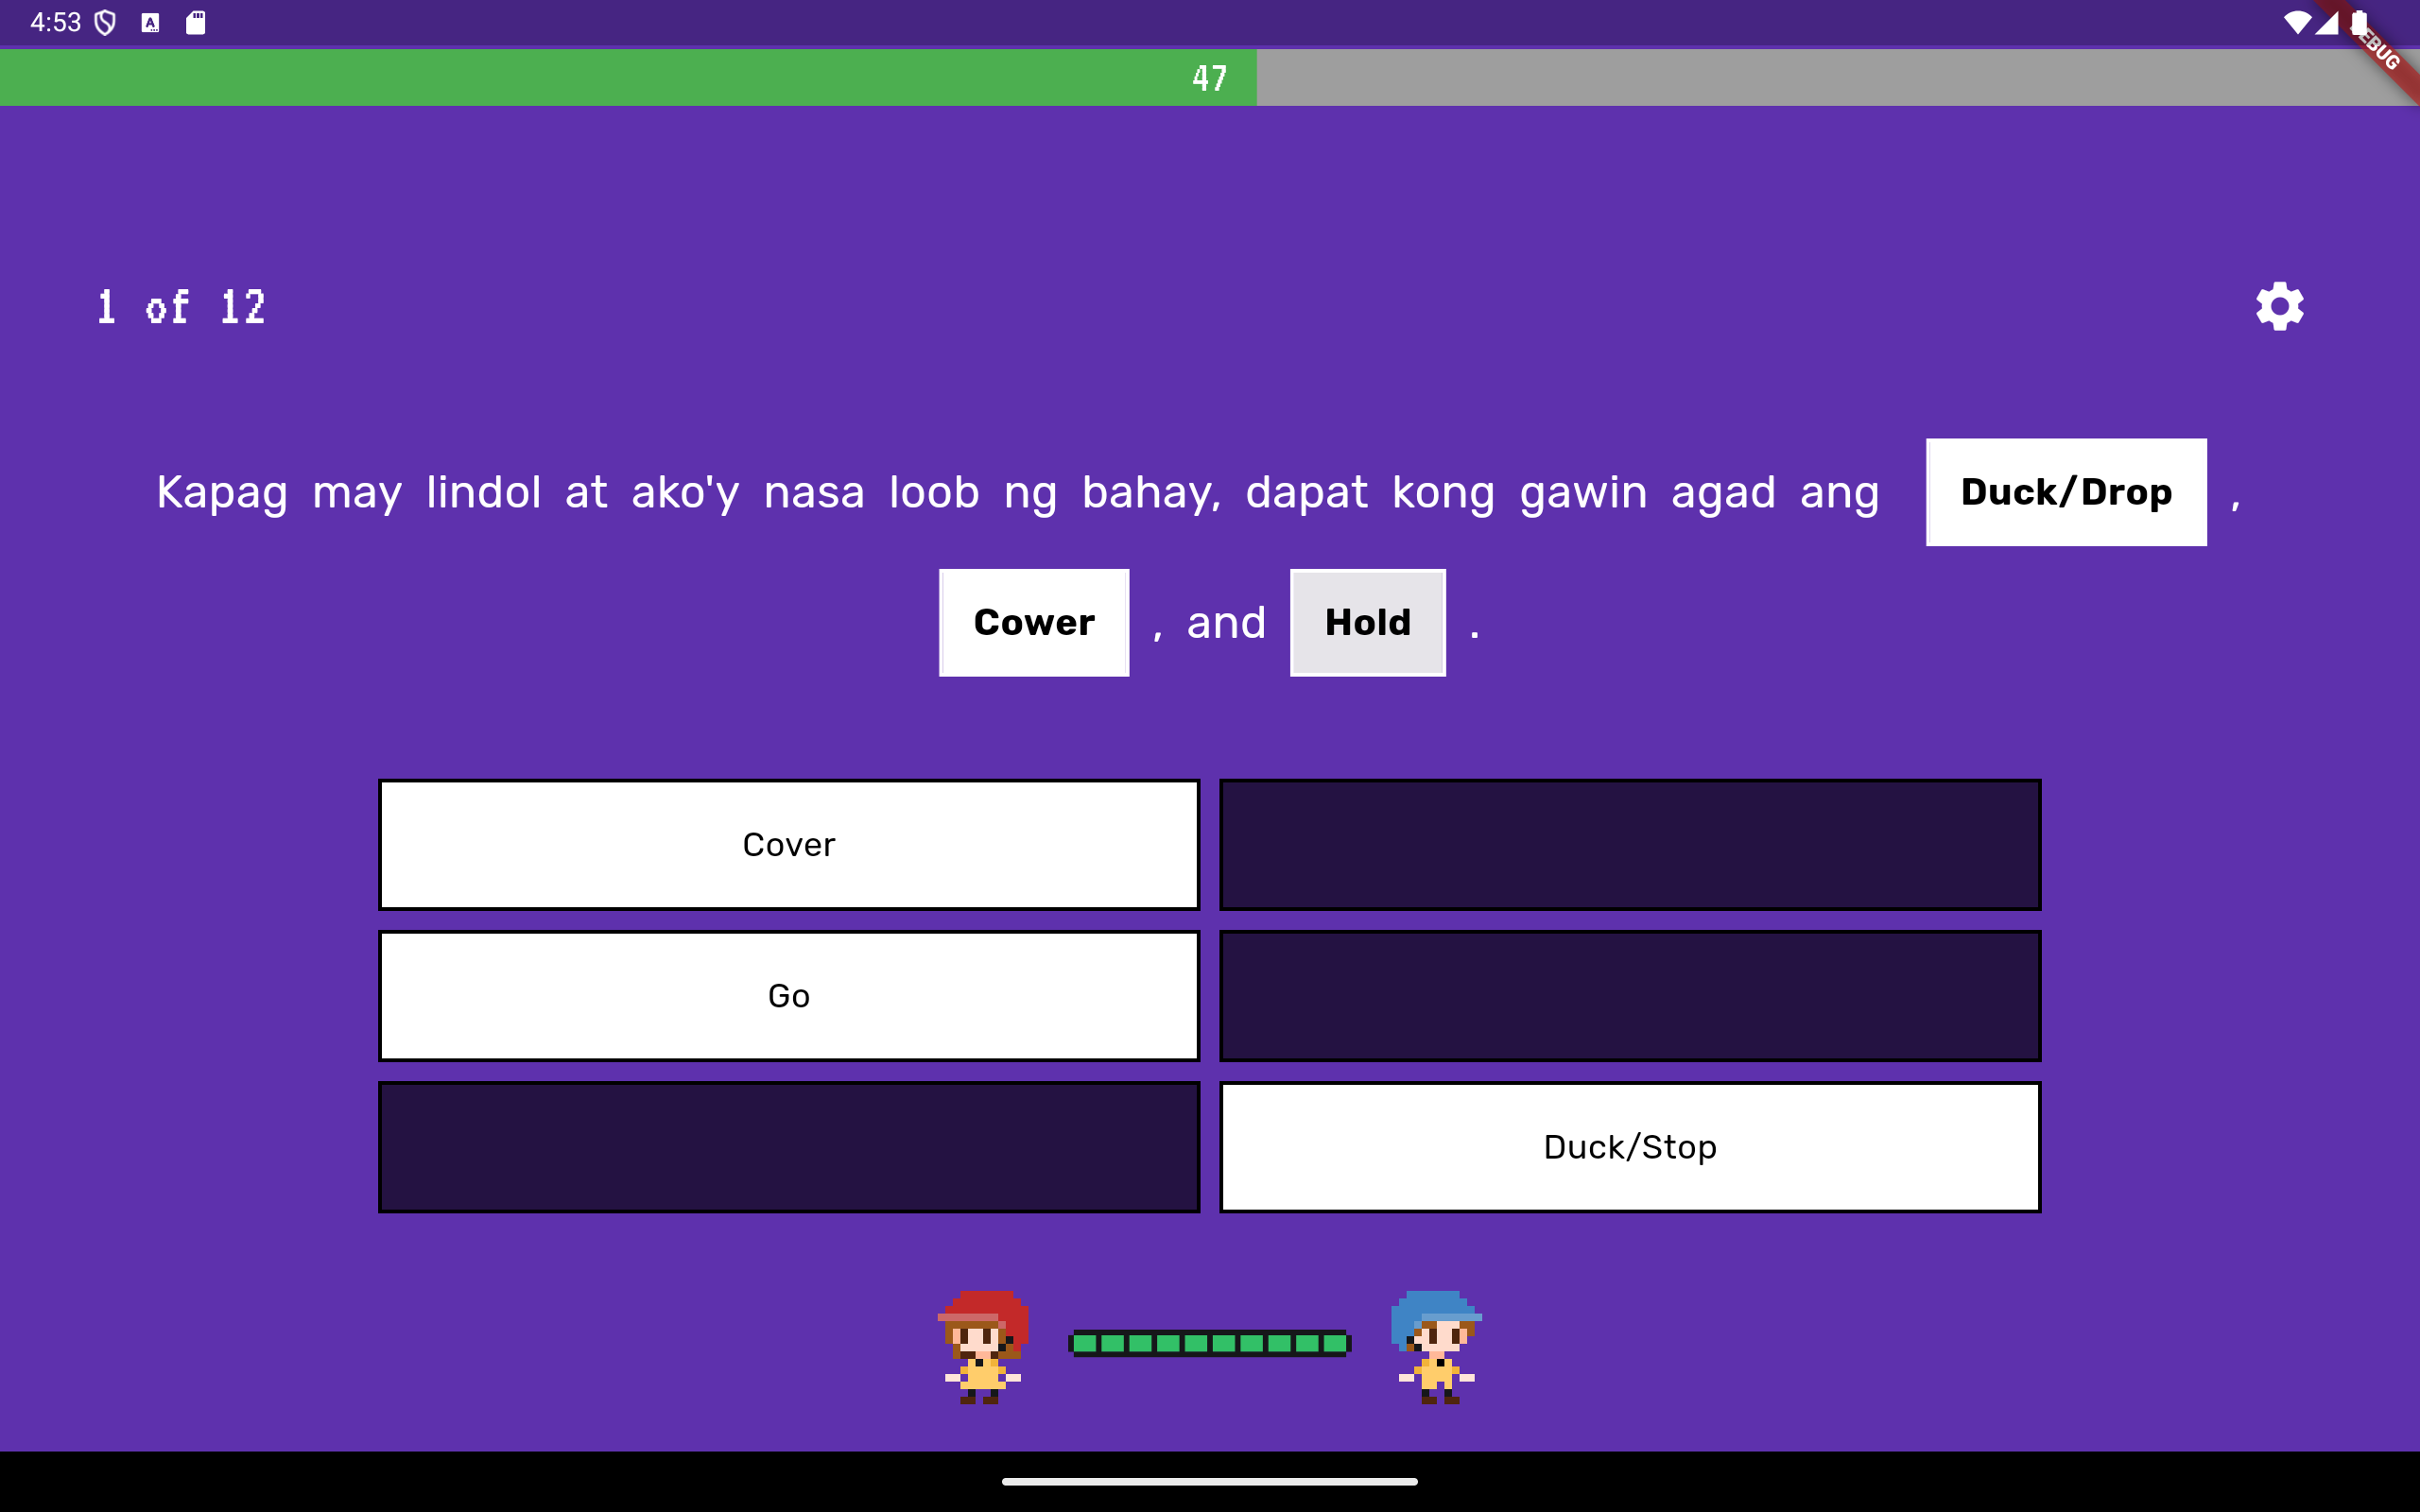 4:53
EBUG
47
1 of 12
Kapag may lindol at ako'y nasa loob ng bahay, dapat kong gawin agad ang Duck/Drop ,
Cower , and Hold .
Cover
Go
Duck/Stop